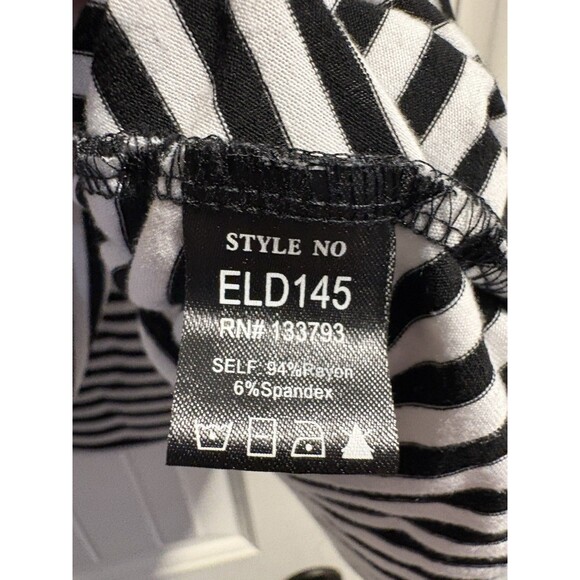 STYLE NO
ELD145
RN# 133793
SELF: 94%Rayon
6%Spandex